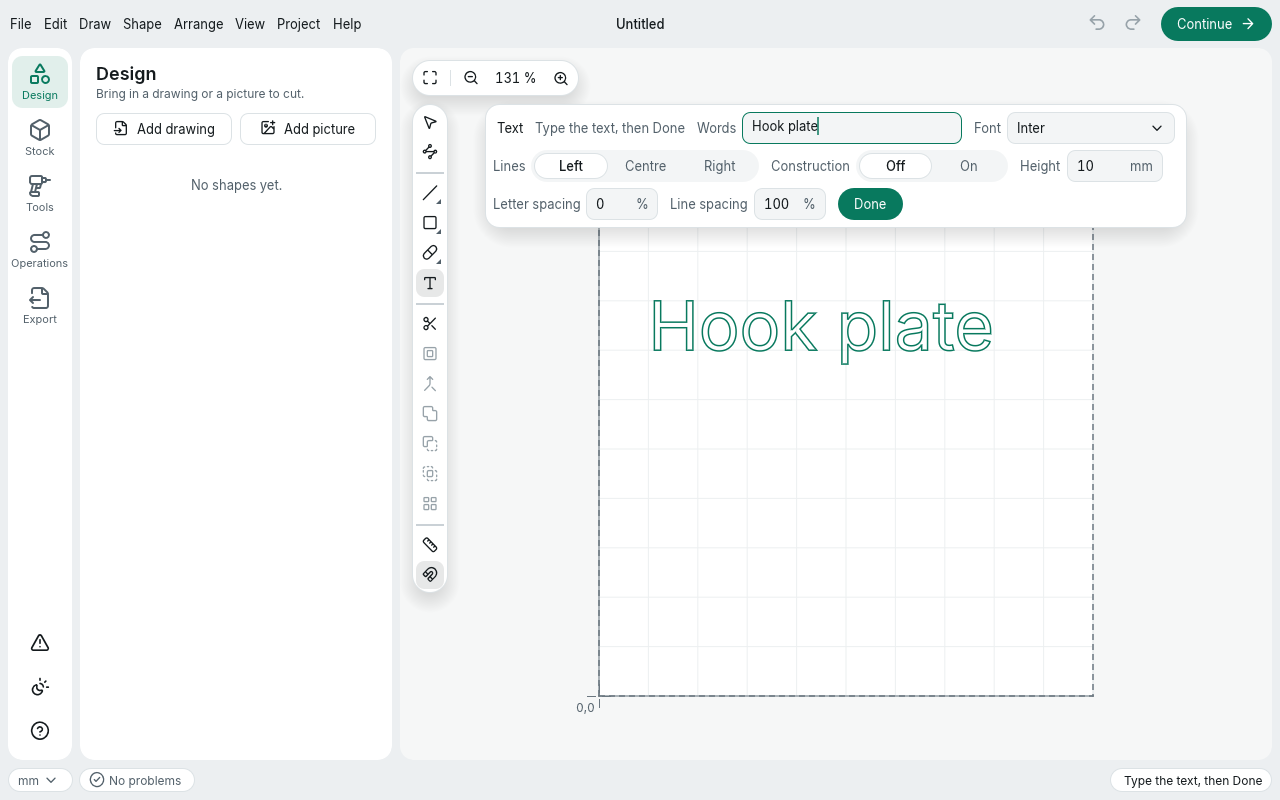 File Edit Draw Shape Arrange View Project Help
Untitled
Continue
Design
Stock
Tools
Operations
Export
Design
Bring in a drawing or a picture to cut.
Add drawing
Add picture
No shapes yet.
131 %
Text Type the text, then Done Words Hook plate Font Inter
Lines Left Centre Right Construction Off On Height 10 mm
Letter spacing 0 % Line spacing 100 % Done
Hook plate
0,0
mm
No problems
Type the text, then Done